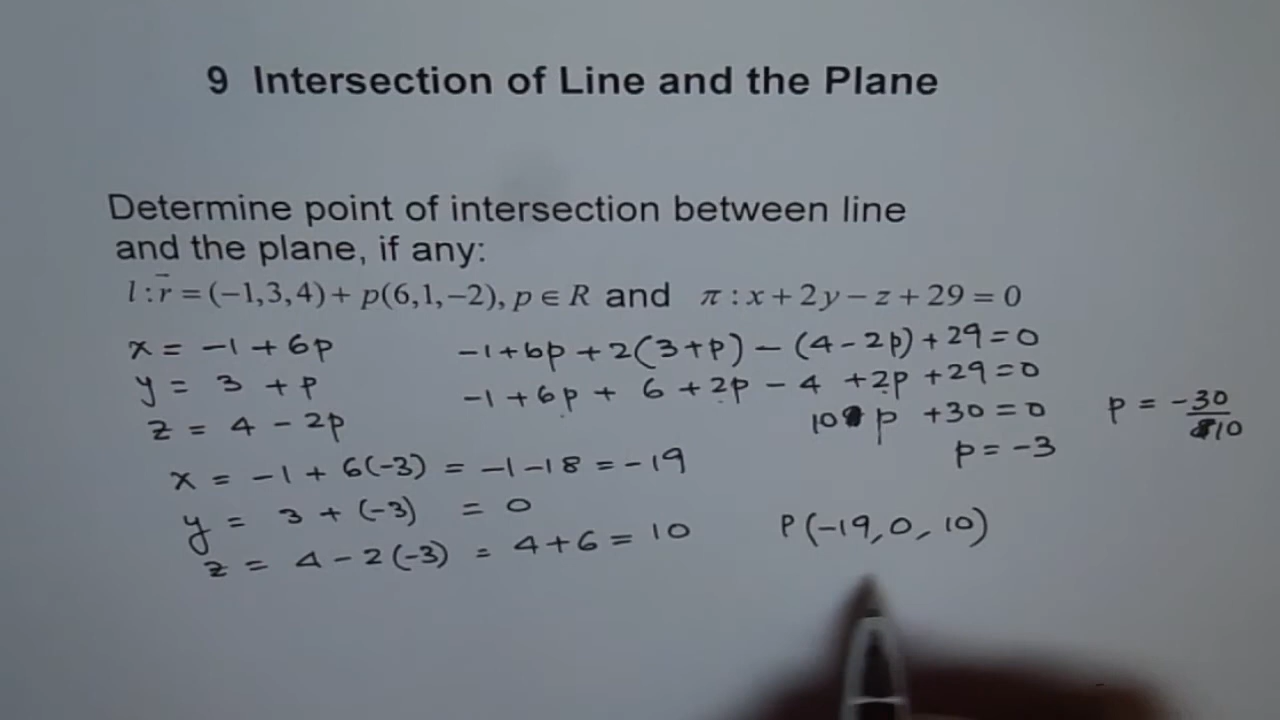 9 Intersection of Line and the Plane
Determine point of intersection between line
and the plane, if any:
l : r̄ = (−1,3,4) + p(6,1,−2), p ∈ R and π : x + 2y − z + 29 = 0
x = −1 + 6p
−1+6p + 2(3+p) − (4−2p) + 29 = 0
y = 3 + p
−1 + 6p + 6 + 2p − 4 + 2p + 29 = 0
z = 4 − 2p
10 p + 30 = 0
p = −30/10
p = −3
x = −1 + 6(−3) = −1 −18 = −19
y = 3 + (−3) = 0
z = 4 − 2(−3) = 4 + 6 = 10
P(−19, 0, 10)